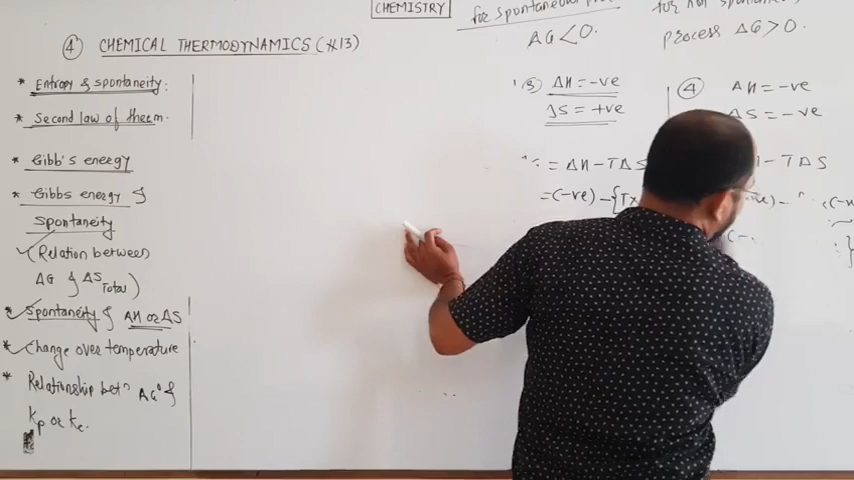 CHEMISTRY
④ CHEMICAL THERMODYNAMICS (#13)
* Entropy & spontaneity.
* Second law of therm.
* Gibb's energy
* Gibbs energy &
spontaneity
(Relation between
ΔG & ΔS Total)
* Spontaneity & ΔH or ΔS
* Change over temperature
* Relationship betn ΔG° &
Kp or Kc.
for spontaneous
ΔG<0.
for non
process ΔG>0.
③ ΔH = -ve
ΔS = +ve
= ΔH - TΔS
= (-ve) - {Tx
④ ΔH = -ve
ΔS = -ve
- TΔS